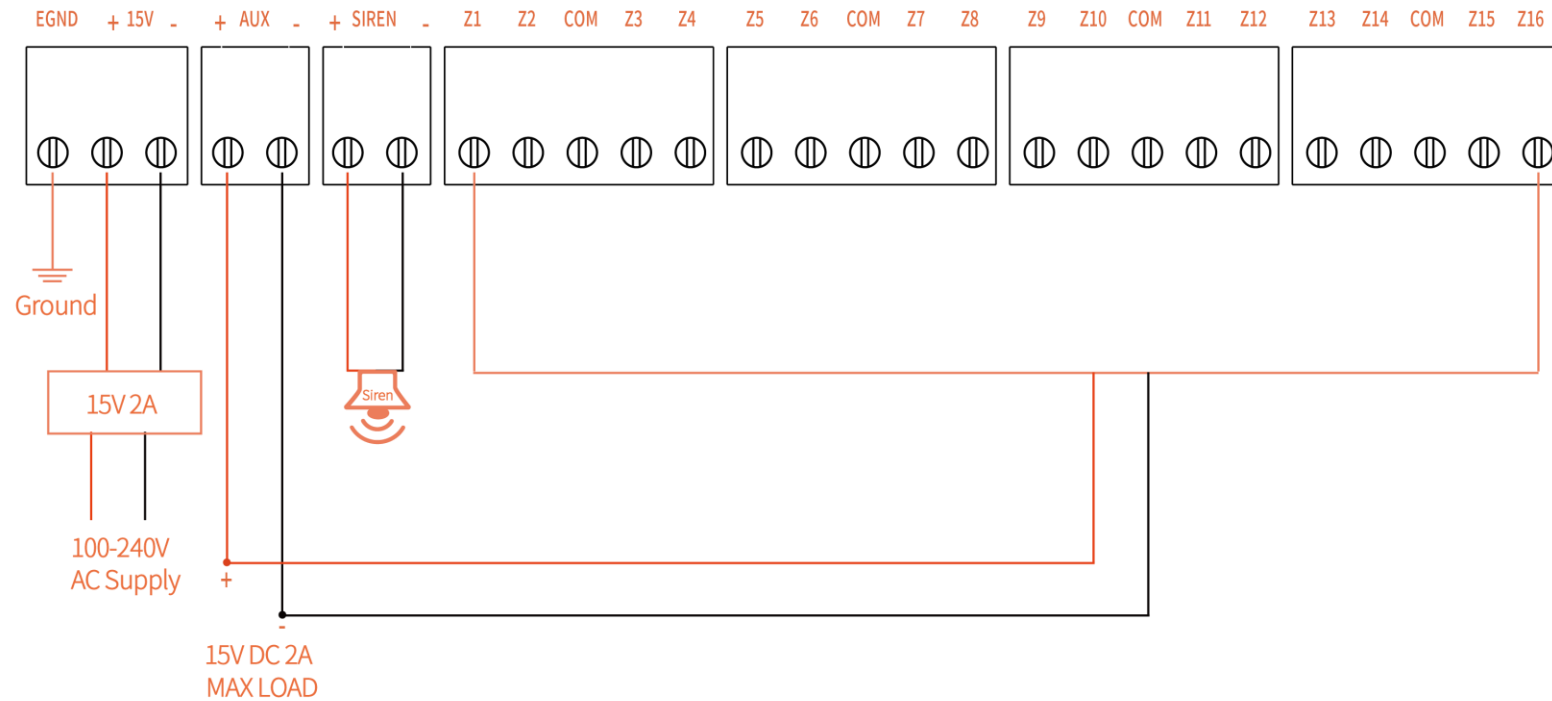 EGND + 15V - + AUX - + SIREN - Z1 Z2 COM Z3 Z4 Z5 Z6 COM Z7 Z8 Z9 Z10 COM Z11 Z12 Z13 Z14 COM Z15 Z16
Ground
15V 2A
Siren
100-240V
AC Supply
+
-
15V DC 2A
MAX LOAD